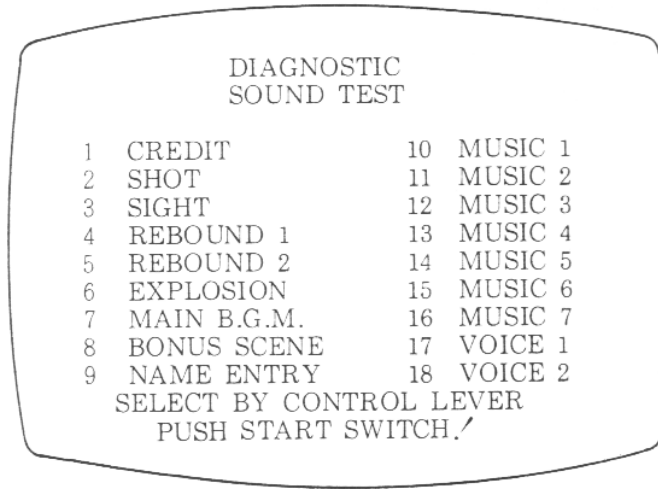 DIAGNOSTIC
SOUND TEST
1 CREDIT 10 MUSIC 1
2 SHOT 11 MUSIC 2
3 SIGHT 12 MUSIC 3
4 REBOUND 1 13 MUSIC 4
5 REBOUND 2 14 MUSIC 5
6 EXPLOSION 15 MUSIC 6
7 MAIN B.G.M. 16 MUSIC 7
8 BONUS SCENE 17 VOICE 1
9 NAME ENTRY 18 VOICE 2
SELECT BY CONTROL LEVER
PUSH START SWITCH!